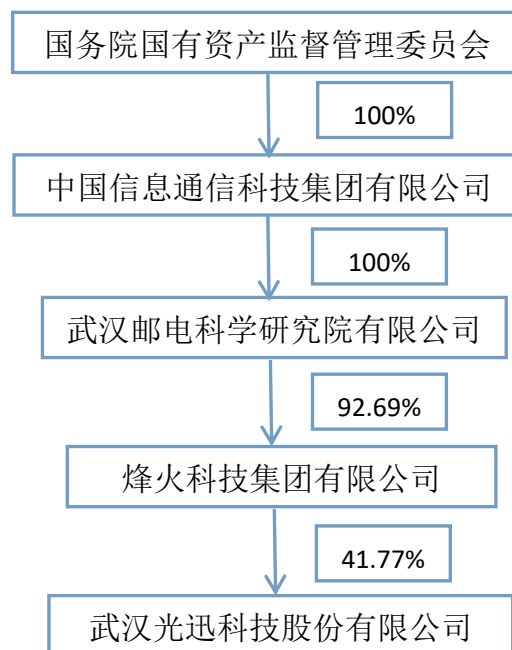 国务院国有资产监督管理委员会
100%
中国信息通信科技集团有限公司
100%
武汉邮电科学研究院有限公司
92.69%
烽火科技集团有限公司
41.77%
武汉光迅科技股份有限公司